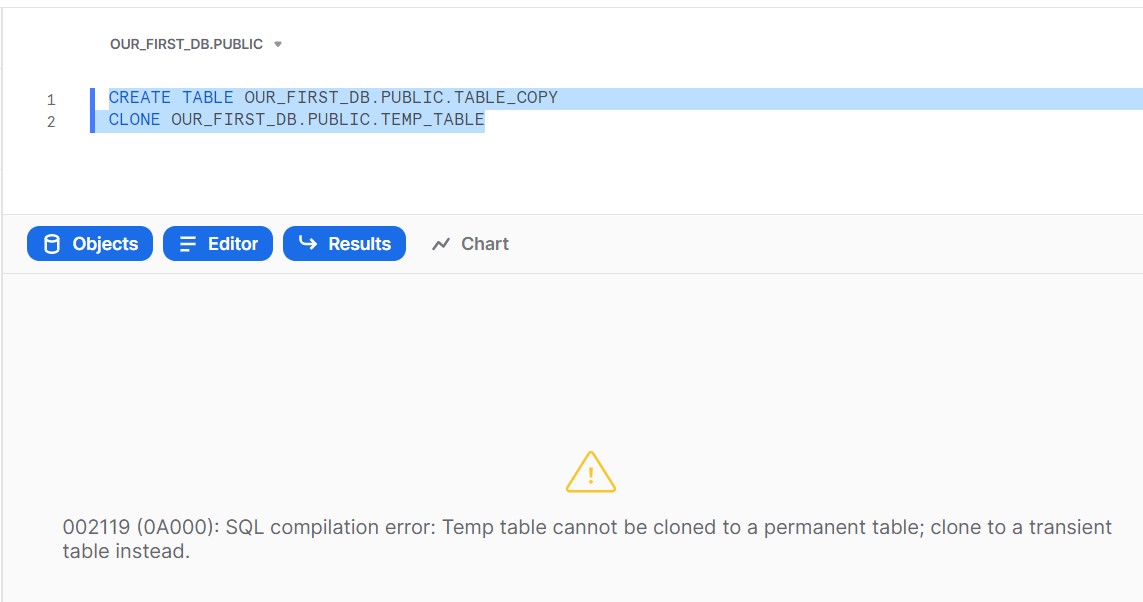 OUR_FIRST_DB.PUBLIC
1 CREATE TABLE OUR_FIRST_DB.PUBLIC.TABLE_COPY
2 CLONE OUR_FIRST_DB.PUBLIC.TEMP_TABLE
Objects Editor Results Chart
002119 (0A000): SQL compilation error: Temp table cannot be cloned to a permanent table; clone to a transient
table instead.